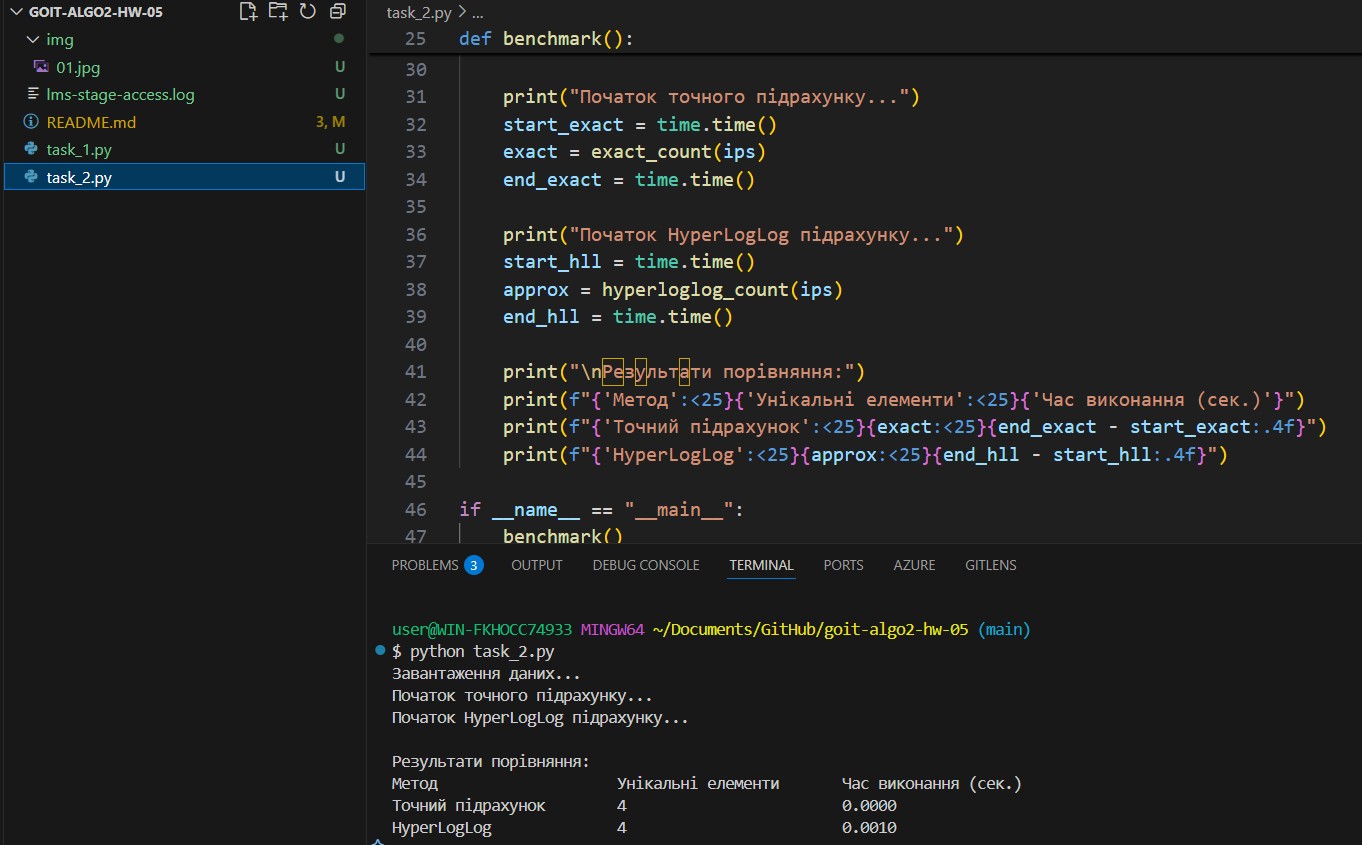 GOIT-ALGO2-HW-05
img
01.jpg U
lms-stage-access.log U
README.md 3, M
task_1.py U
task_2.py U
task_2.py > ...
25 def benchmark():
30
31 print("Початок точного підрахунку...")
32 start_exact = time.time()
33 exact = exact_count(ips)
34 end_exact = time.time()
35
36 print("Початок HyperLogLog підрахунку...")
37 start_hll = time.time()
38 approx = hyperloglog_count(ips)
39 end_hll = time.time()
40
41 print("\nРезультати порівняння:")
42 print(f"{'Метод':<25}{'Унікальні елементи':<25}{'Час виконання (сек.)'}")
43 print(f"{'Точний підрахунок':<25}{exact:<25}{end_exact - start_exact:.4f}")
44 print(f"{'HyperLogLog':<25}{approx:<25}{end_hll - start_hll:.4f}")
45
46 if __name__ == "__main__":
47 benchmark()
PROBLEMS 3 OUTPUT DEBUG CONSOLE TERMINAL PORTS AZURE GITLENS
user@WIN-FKHOCC74933 MINGW64 ~/Documents/GitHub/goit-algo2-hw-05 (main)
$ python task_2.py
Завантаження даних...
Початок точного підрахунку...
Початок HyperLogLog підрахунку...
Результати порівняння:
Метод Унікальні елементи Час виконання (сек.)
Точний підрахунок 4 0.0000
HyperLogLog 4 0.0010